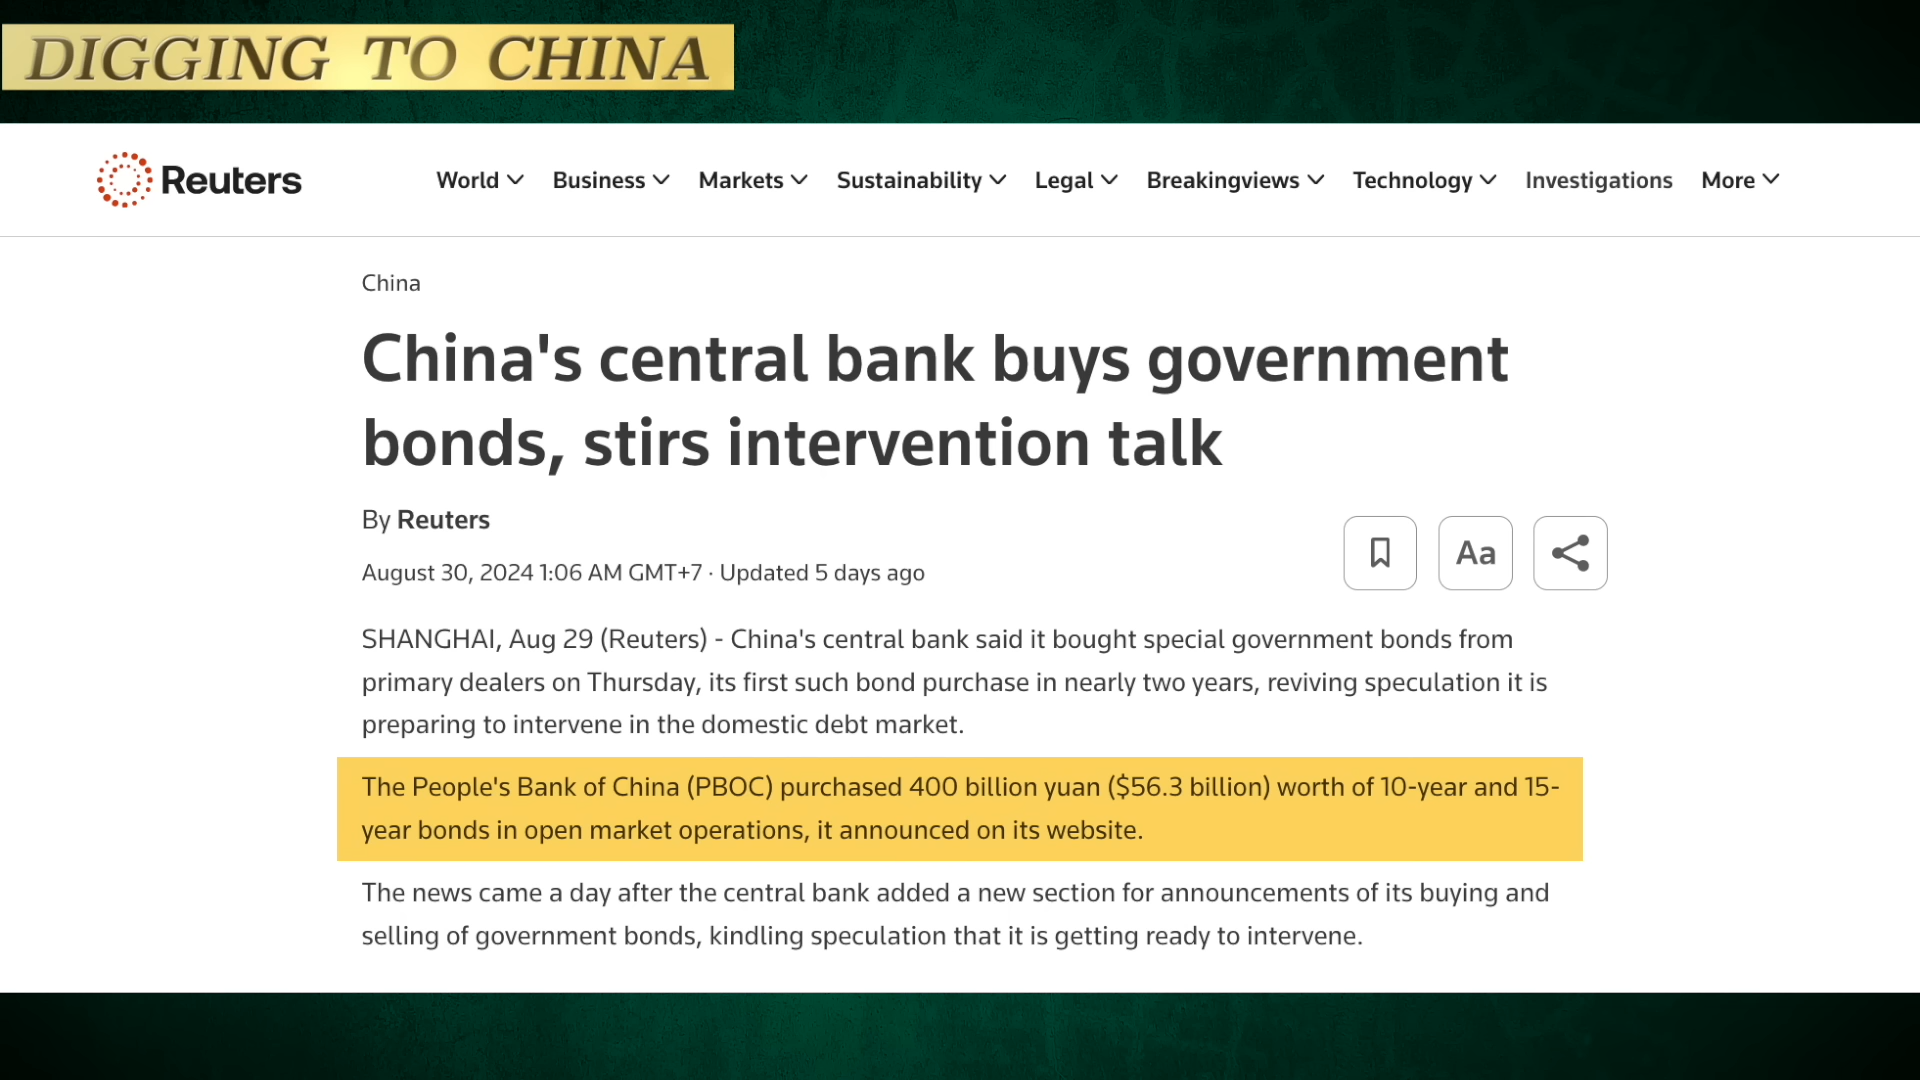 DIGGING TO CHINA
Reuters
World Business Markets Sustainability Legal Breakingviews Technology Investigations More
China
China's central bank buys government
bonds, stirs intervention talk
By Reuters
August 30, 2024 1:06 AM GMT+7 · Updated 5 days ago
Aa
SHANGHAI, Aug 29 (Reuters) - China's central bank said it bought special government bonds from
primary dealers on Thursday, its first such bond purchase in nearly two years, reviving speculation it is
preparing to intervene in the domestic debt market.
The People's Bank of China (PBOC) purchased 400 billion yuan ($56.3 billion) worth of 10-year and 15-
year bonds in open market operations, it announced on its website.
The news came a day after the central bank added a new section for announcements of its buying and
selling of government bonds, kindling speculation that it is getting ready to intervene.